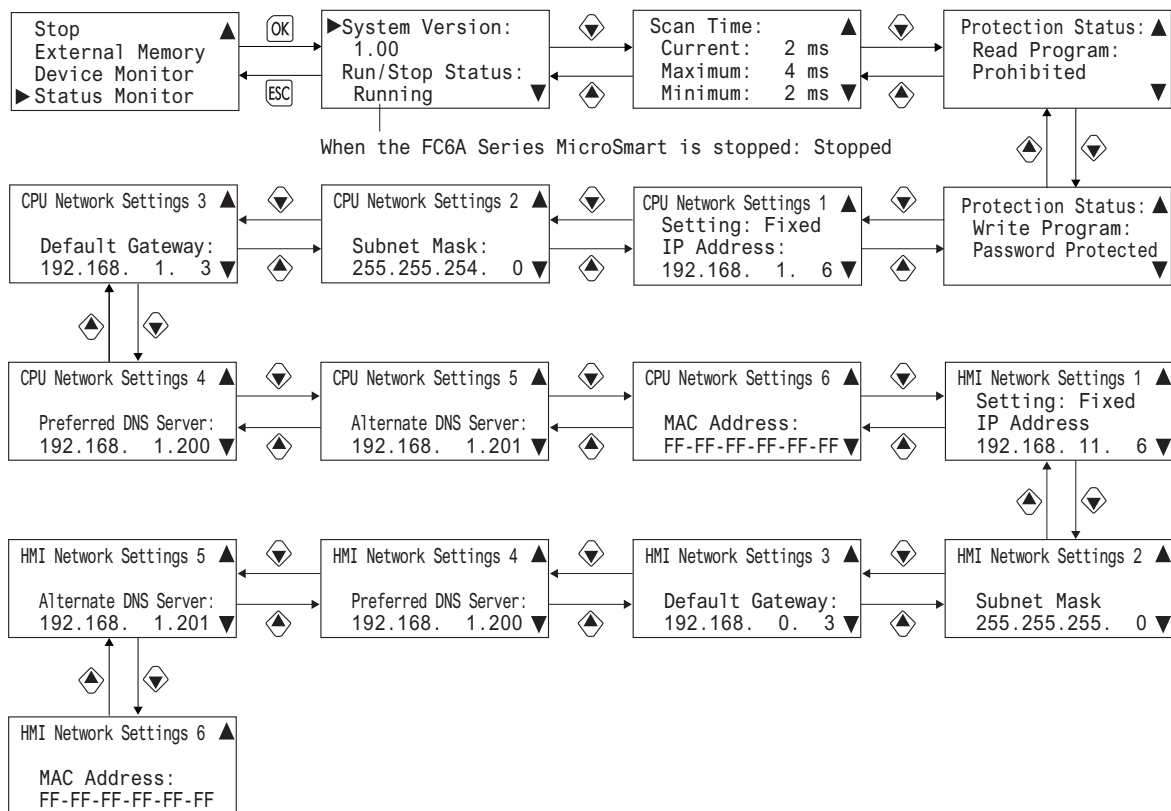 Stop
External Memory
Device Monitor
Status Monitor
OK
ESC
System Version:
1.00
Run/Stop Status:
Running
Scan Time:
Current: 2 ms
Maximum: 4 ms
Minimum: 2 ms
Protection Status:
Read Program:
Prohibited
When the FC6A Series MicroSmart is stopped: Stopped
CPU Network Settings 3
Default Gateway:
192.168. 1. 3
CPU Network Settings 2
Subnet Mask:
255.255.254. 0
CPU Network Settings 1
Setting: Fixed
IP Address:
192.168. 1. 6
Protection Status:
Write Program:
Password Protected
CPU Network Settings 4
Preferred DNS Server:
192.168. 1.200
CPU Network Settings 5
Alternate DNS Server:
192.168. 1.201
CPU Network Settings 6
MAC Address:
FF-FF-FF-FF-FF-FF
HMI Network Settings 1
Setting: Fixed
IP Address
192.168. 11. 6
HMI Network Settings 5
Alternate DNS Server:
192.168. 1.201
HMI Network Settings 4
Preferred DNS Server:
192.168. 1.200
HMI Network Settings 3
Default Gateway:
192.168. 0. 3
HMI Network Settings 2
Subnet Mask
255.255.255. 0
HMI Network Settings 6
MAC Address:
FF-FF-FF-FF-FF-FF